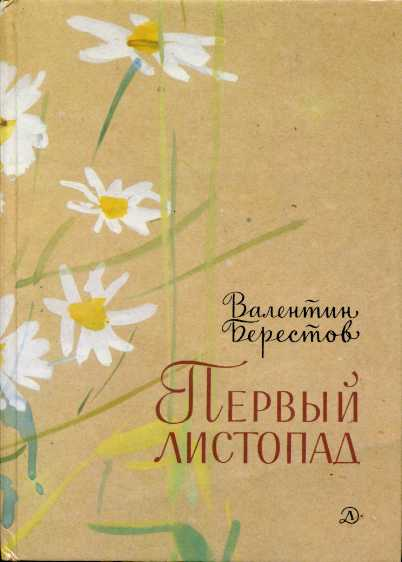 Валентин
Берестов
Первый
листопад
Д